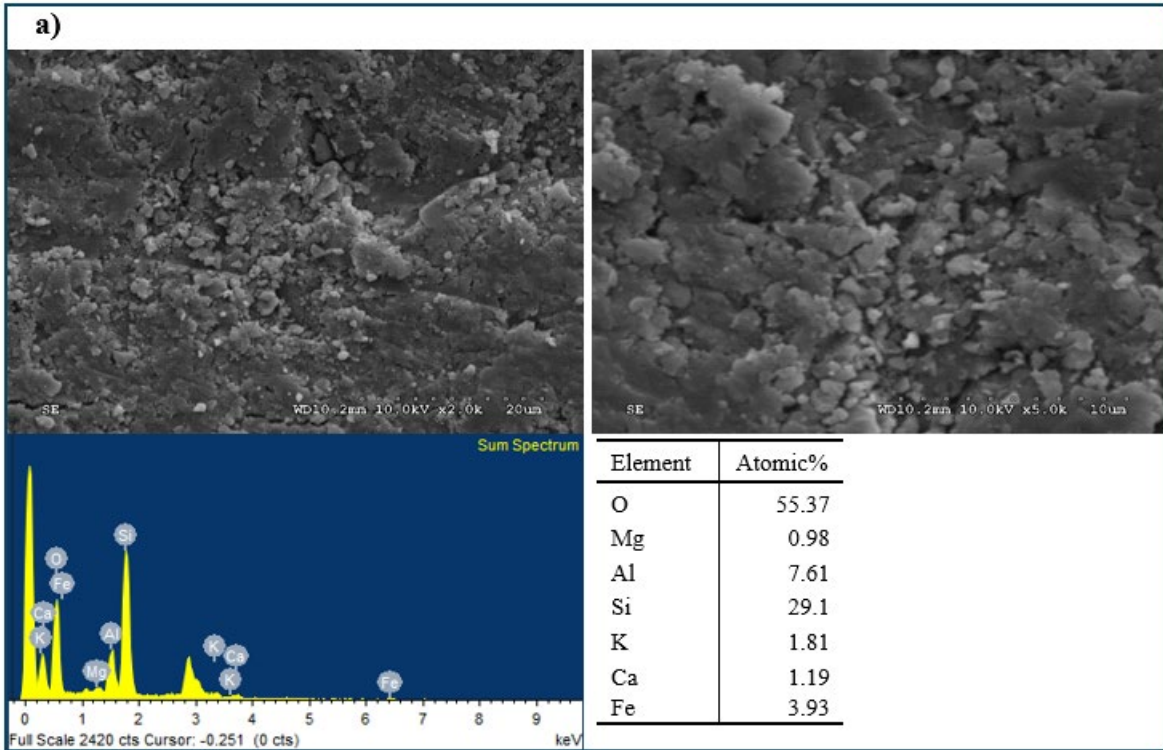 a)
SE WD10.2mm 10.0kV x2.0k 20um
SE WD10.2mm 10.0kV x5.0k 10um
Sum Spectrum
Si
O
Fe
Ca
K
Al
Mg
K
Ca
K
Fe
0 1 2 3 4 5 6 7 8 9
Full Scale 2420 cts Cursor: -0.251 (0 cts) keV
Element Atomic%
O 55.37
Mg 0.98
Al 7.61
Si 29.1
K 1.81
Ca 1.19
Fe 3.93